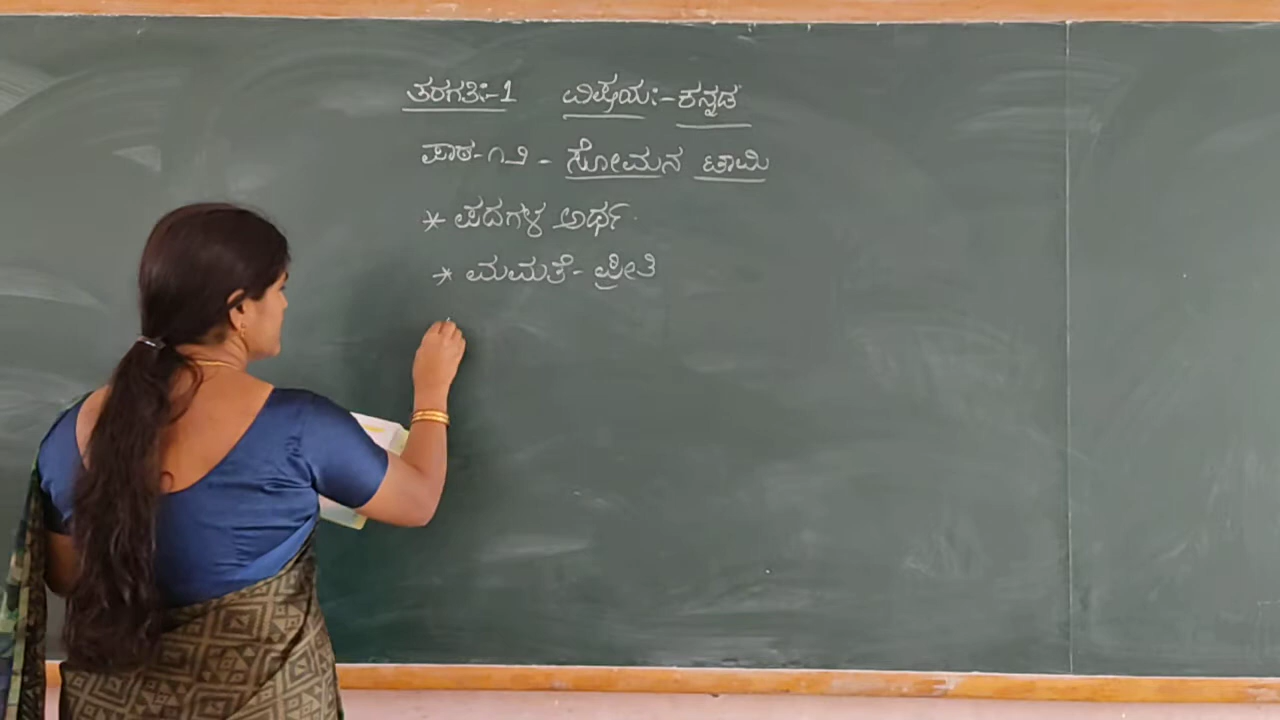 ತರಗತಿ:-1 ವಿಷಯ:-ಕನ್ನಡ
ಪಾಠ-೧೨ - ಸೋಮನ ಟಾಮಿ
* ಪದಗಳ ಅರ್ಥ.
* ಮಮತೆ- ಪ್ರೀತಿ